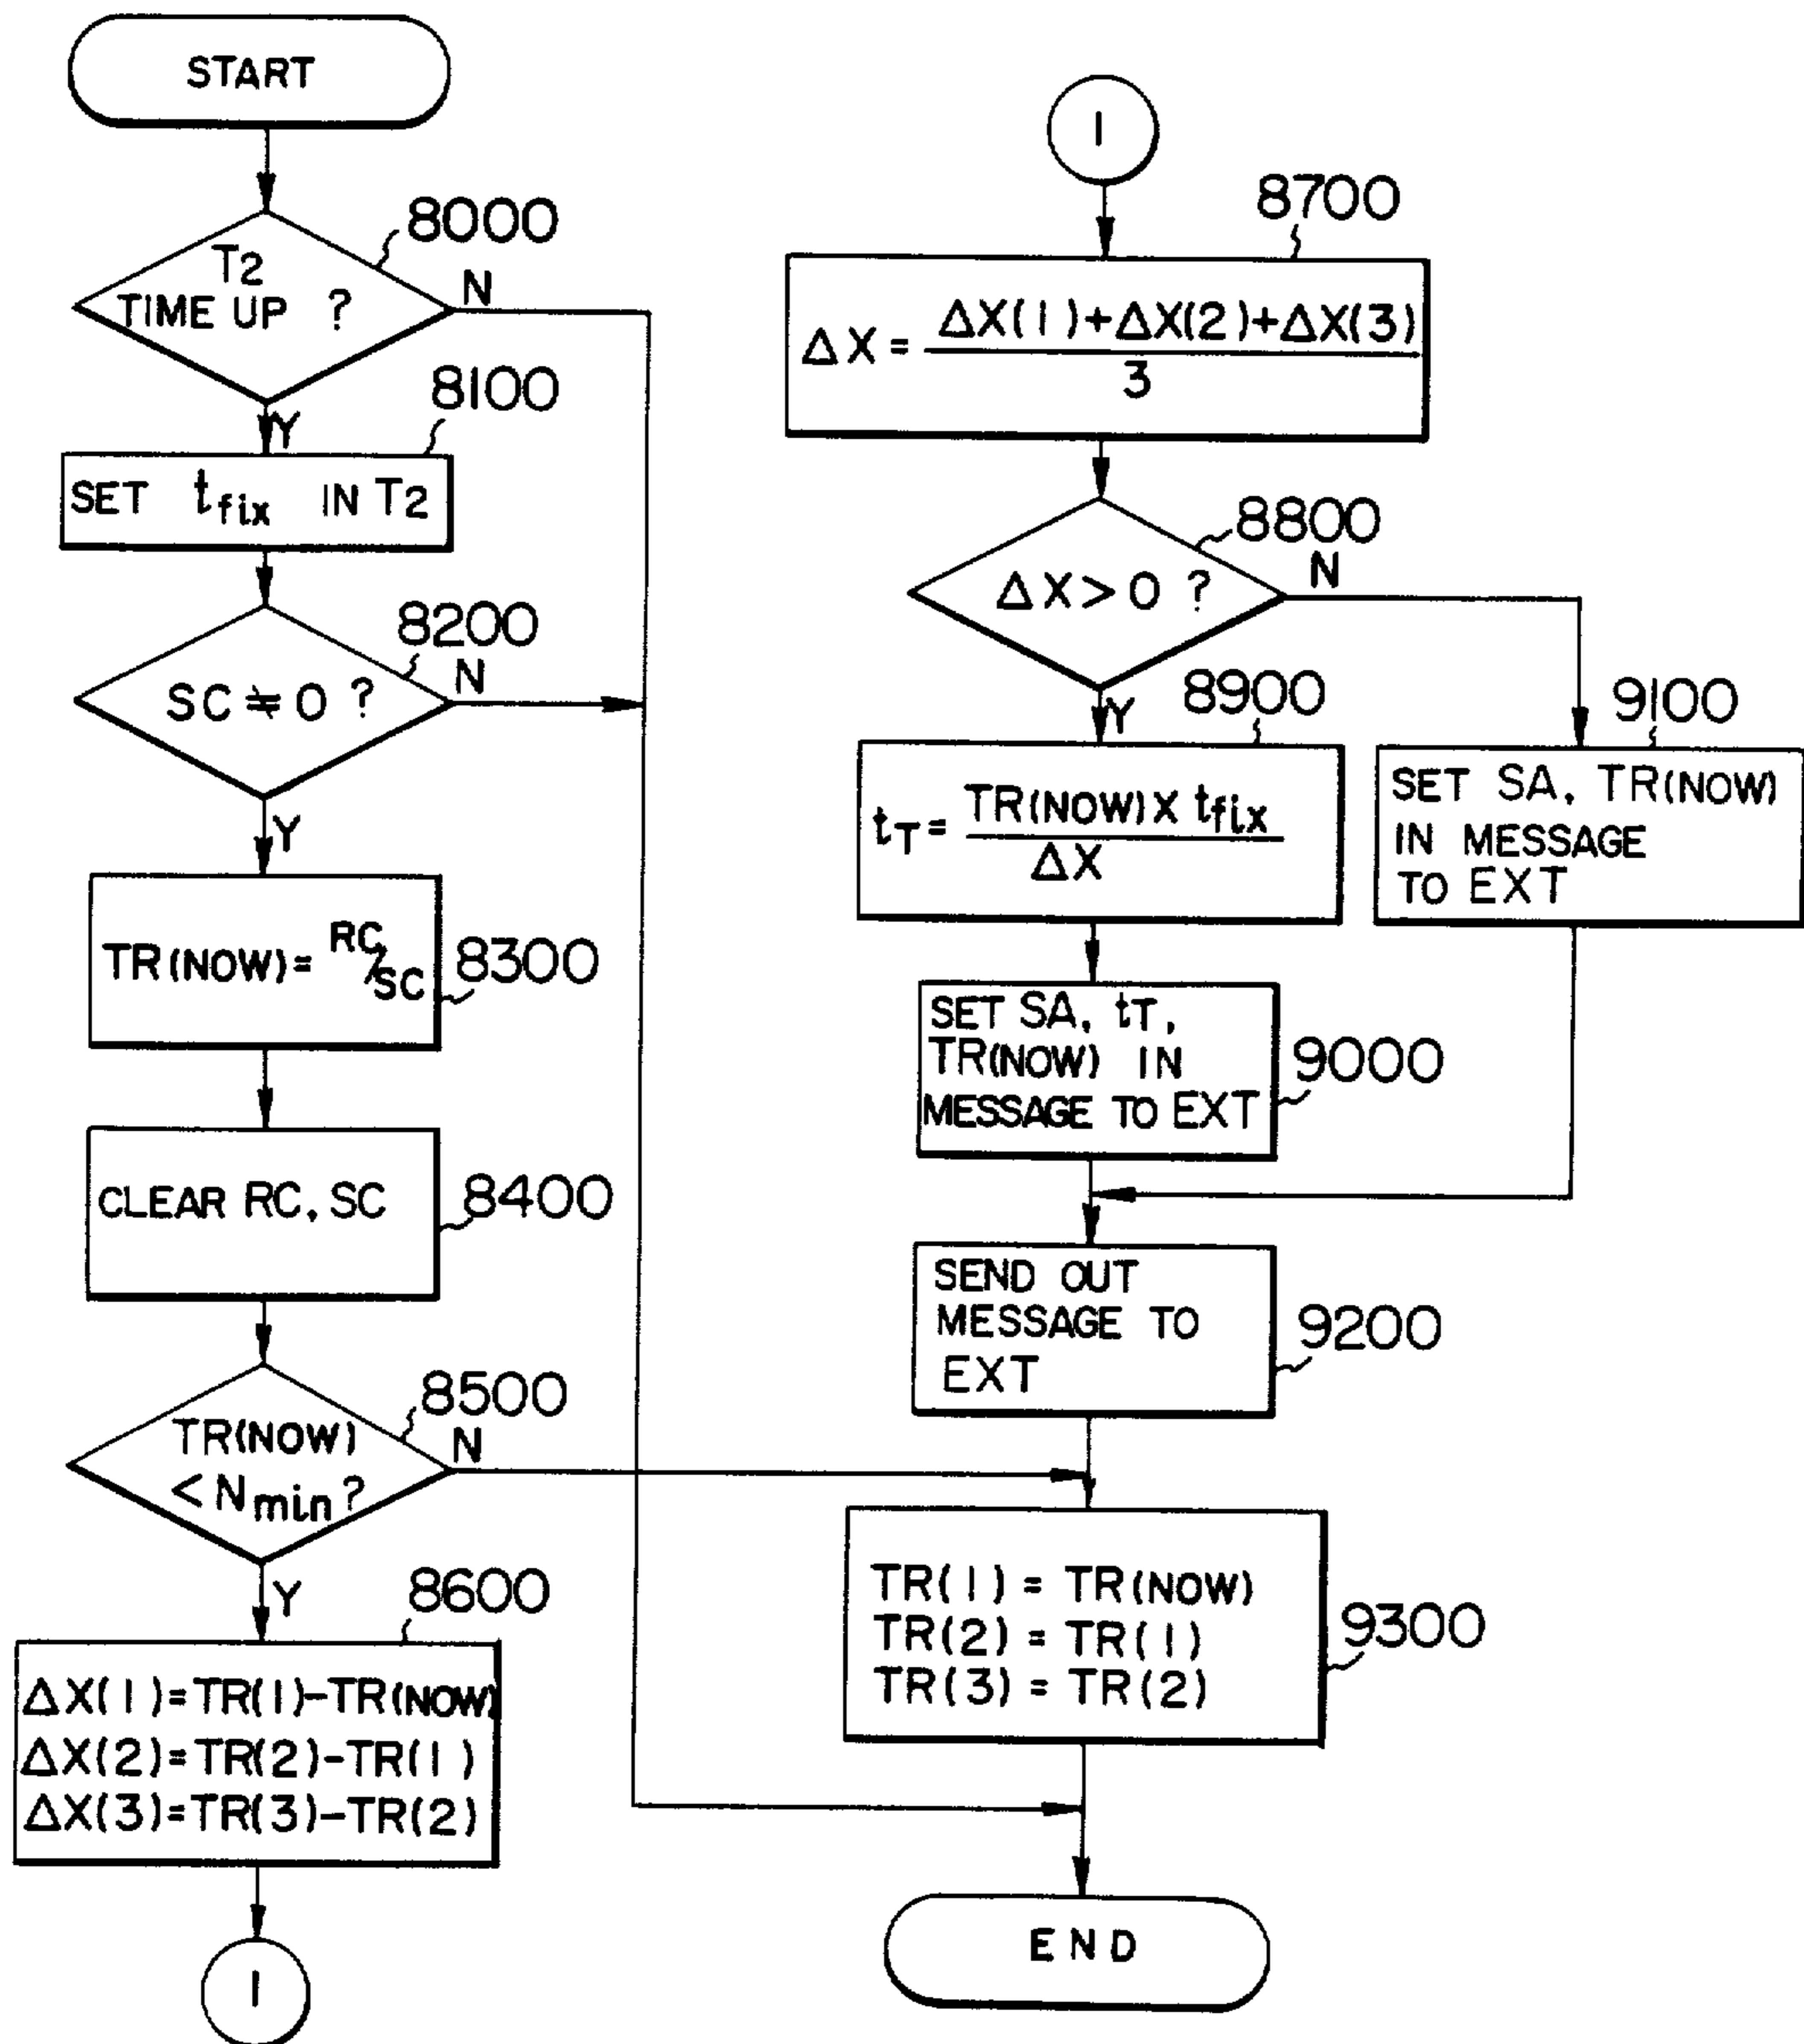 START
8000
T2
TIME UP ?
N
Y
8100
SET tfix IN T2
8200
SC ≠ 0 ?
N
Y
TR(NOW) = RC/SC
8300
CLEAR RC, SC
8400
8500
TR(NOW)
< Nmin ?
N
Y
8600
ΔX(1)=TR(1)-TR(NOW)
ΔX(2)=TR(2)-TR(1)
ΔX(3)=TR(3)-TR(2)
1
1
8700
ΔX = ΔX(1)+ΔX(2)+ΔX(3)
3
8800
ΔX > 0 ?
N
Y
8900
tT = TR(NOW) X tfix
ΔX
9100
SET SA, TR(NOW)
IN MESSAGE
TO EXT
SET SA, tT,
TR(NOW) IN
MESSAGE TO EXT
9000
SEND OUT
MESSAGE TO
EXT
9200
TR(1) = TR(NOW)
TR(2) = TR(1)
TR(3) = TR(2)
9300
END